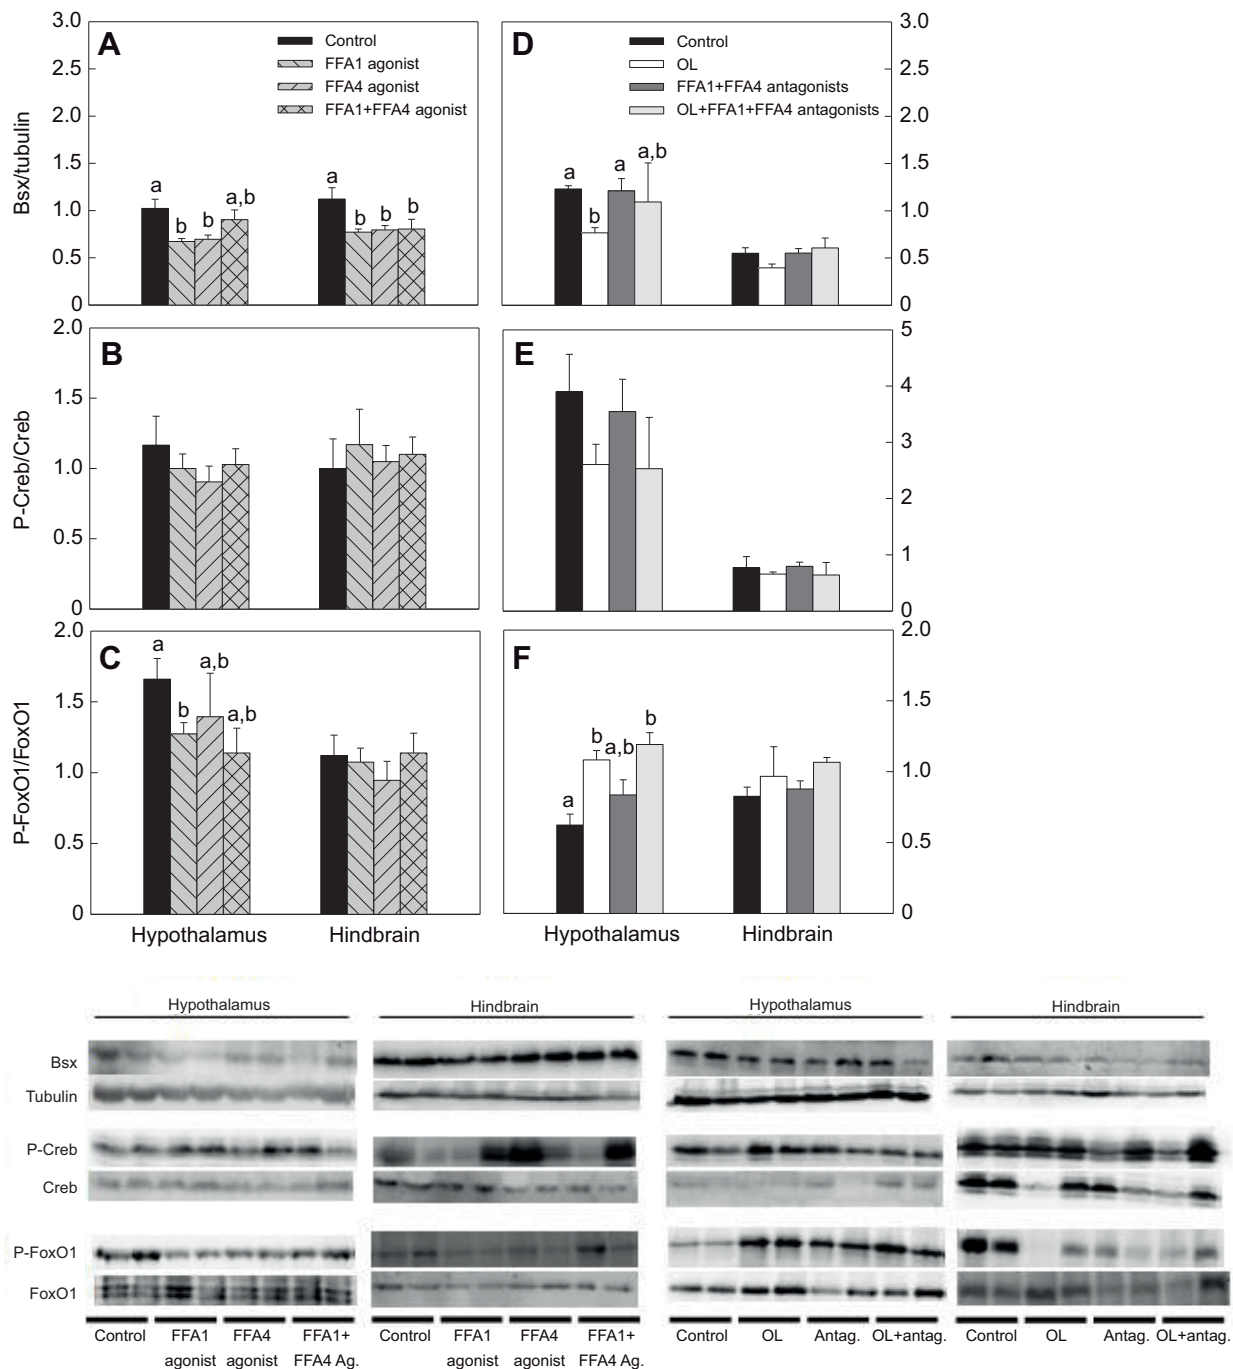 A
Control
FFA1 agonist
FFA4 agonist
FFA1+FFA4 agonist
Bsx/tubulin
3.0
2.5
2.0
1.5
1.0
0.5
0
a
b
b
a,b
a
b
b
b
D
Control
OL
FFA1+FFA4 antagonists
OL+FFA1+FFA4 antagonists
a
b
a
a,b
3.0
2.5
2.0
1.5
1.0
0.5
0
B
P-Creb/Creb
2.0
1.5
1.0
0.5
0
E
5
4
3
2
1
0
C
P-FoxO1/FoxO1
2.0
1.5
1.0
0.5
0
a
b
a,b
a,b
Hypothalamus
Hindbrain
F
a
b
a,b
b
2.0
1.5
1.0
0.5
0
Hypothalamus
Hindbrain
Hypothalamus
Hindbrain
Hypothalamus
Hindbrain
Bsx
Tubulin
P-Creb
Creb
P-FoxO1
FoxO1
Control
FFA1
agonist
FFA4
agonist
FFA1+
FFA4 Ag.
Control
FFA1
agonist
FFA4
agonist
FFA1+
FFA4 Ag.
Control
OL
Antag.
OL+antag.
Control
OL
Antag.
OL+antag.